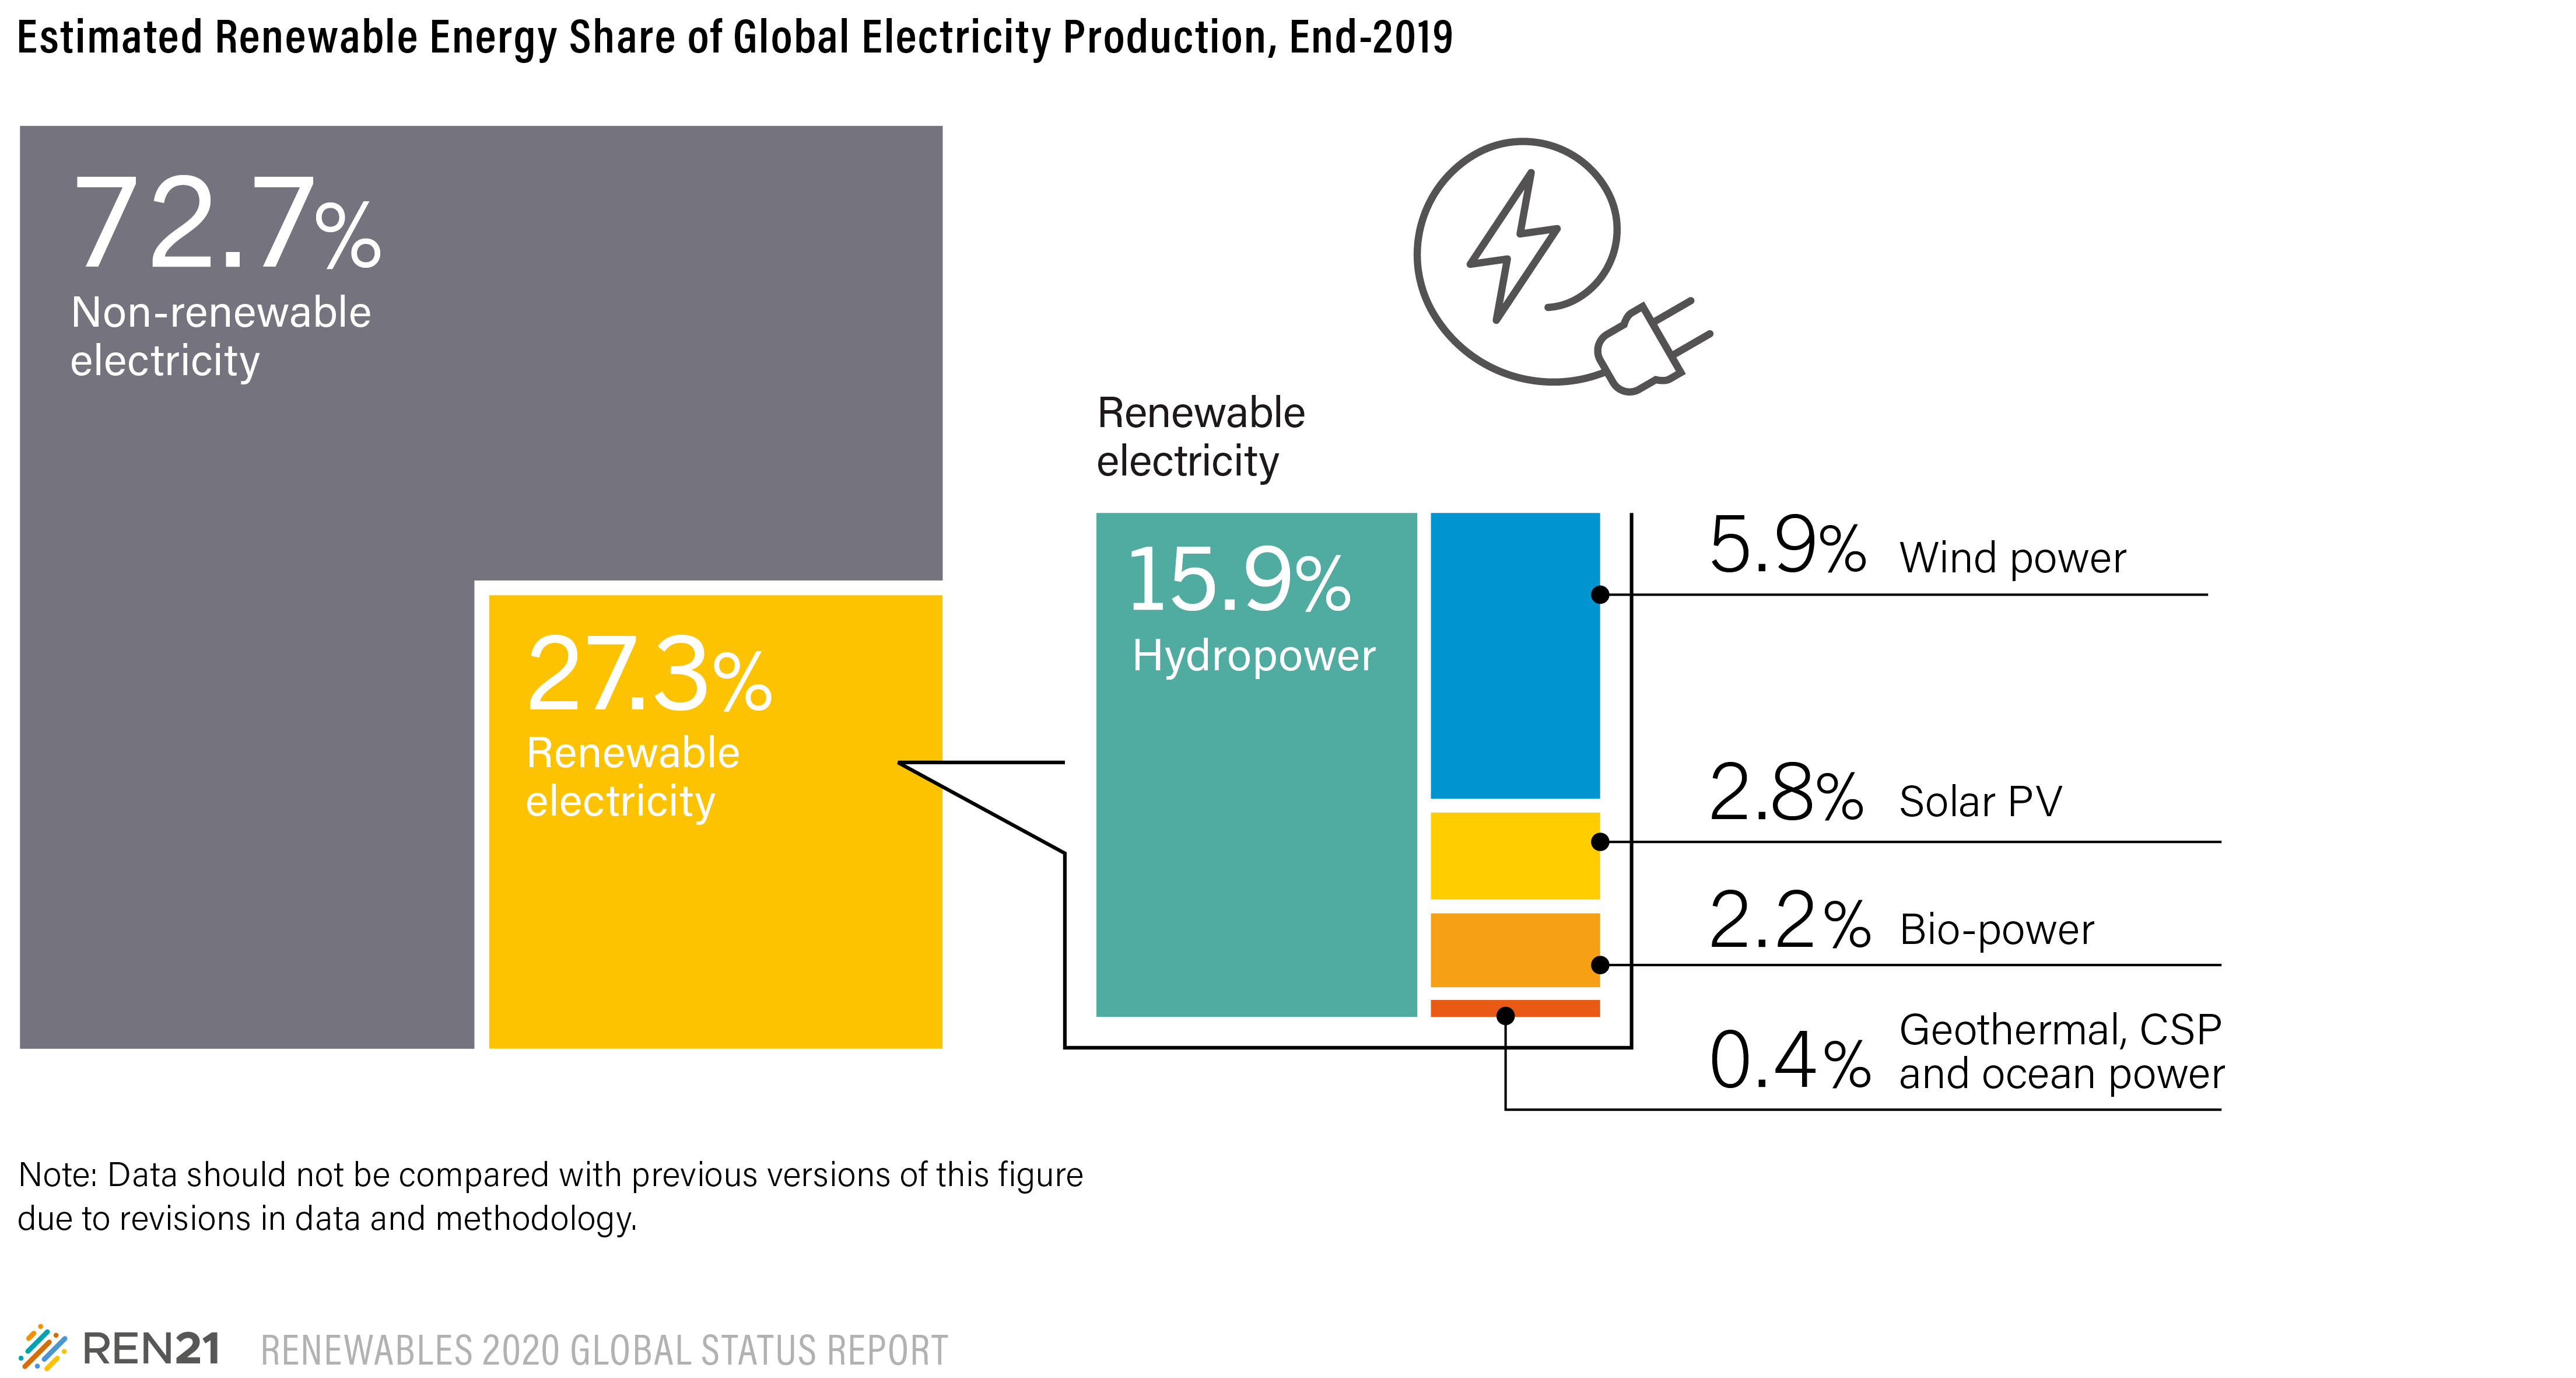 Estimated Renewable Energy Share of Global Electricity Production, End-2019
72.7%
Non-renewable
electricity
27.3%
Renewable
electricity
Renewable
electricity
15.9%
Hydropower
5.9% Wind power
2.8% Solar PV
2.2% Bio-power
0.4% Geothermal, CSP
and ocean power
Note: Data should not be compared with previous versions of this figure
due to revisions in data and methodology.
REN21 RENEWABLES 2020 GLOBAL STATUS REPORT